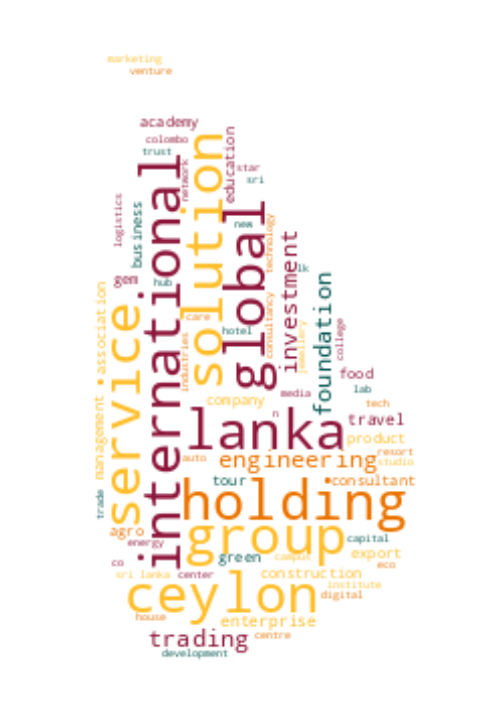 marketing
venture
academy
colombo
trust
network
education
star
sri
international
solution
logistics
business
new
technology
global
investment
lk
gem
hub
foundation
association
service
care
hotel
consultancy
jewellery
college
industries
food
media
lab
company
tech
n
lanka
travel
product
management
auto
engineering
resort
studio
tour
consultant
holding
trade
agro
group
energy
capital
green
campus
export
co
eco
sri lanka
center
construction
institute
ceylon
digital
house
enterprise
trading
centre
development